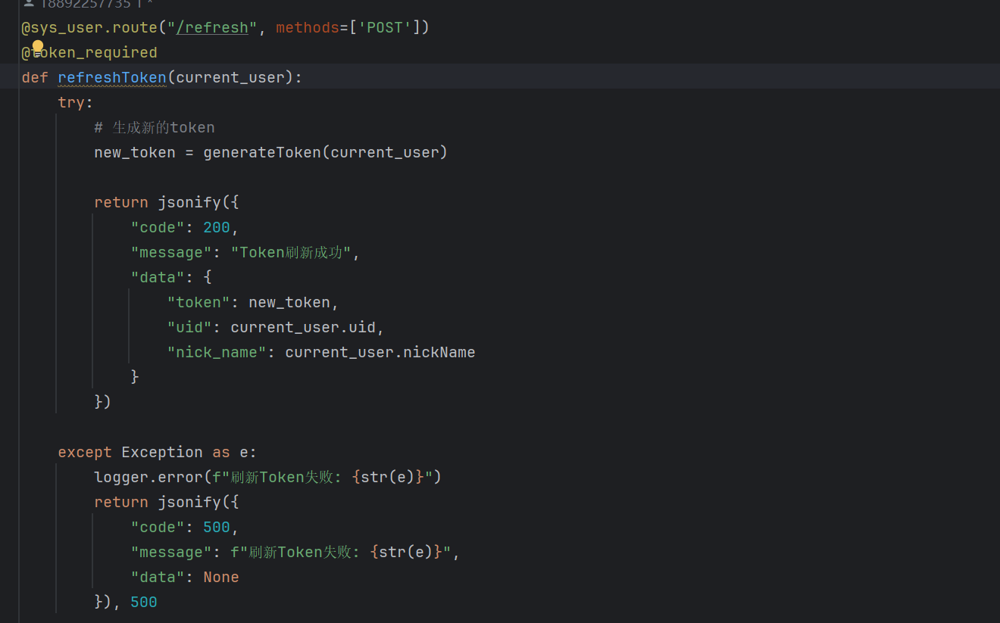 @sys_user.route("/refresh", methods=['POST'])
@token_required
def refreshToken(current_user):
try:
# 生成新的token
new_token = generateToken(current_user)
return jsonify({
"code": 200,
"message": "Token刷新成功",
"data": {
"token": new_token,
"uid": current_user.uid,
"nick_name": current_user.nickName
}
})
except Exception as e:
logger.error(f"刷新Token失败: {str(e)}")
return jsonify({
"code": 500,
"message": f"刷新Token失败: {str(e)}",
"data": None
}), 500